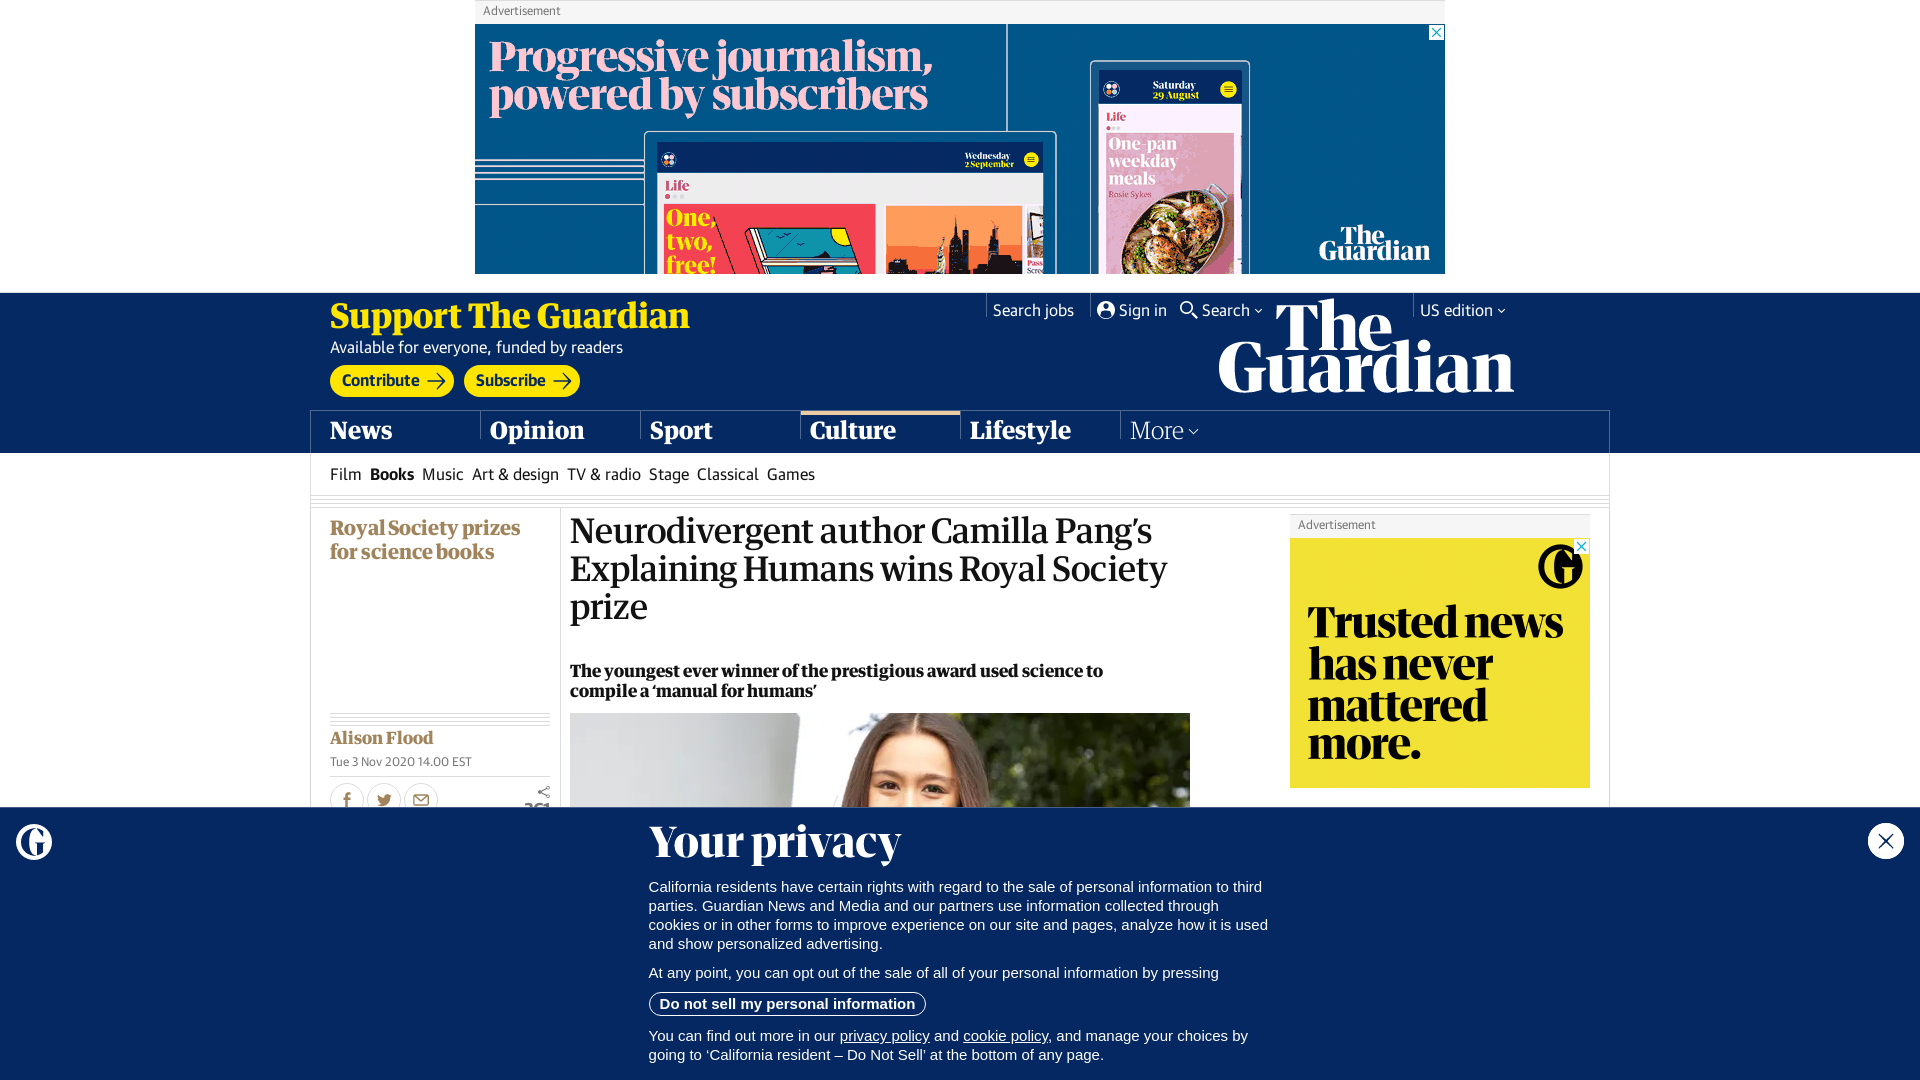 Advertisement
Progressive journalism,
powered by subscribers
Saturday
29 August
Life
One-pan
weekday
meals
Rosie Sykes
Wednesday
2 September
Life
One,
two,
free!
The
Guardian
Support The Guardian
Available for everyone, funded by readers
Contribute
Subscribe
Search jobs
Sign in
Search
US edition
The
Guardian
News
Opinion
Sport
Culture
Lifestyle
More
Film Books Music Art & design TV & radio Stage Classical Games
Royal Society prizes
for science books
Neurodivergent author Camilla Pang’s
Explaining Humans wins Royal Society
prize
The youngest ever winner of the prestigious award used science to
compile a ‘manual for humans’
Alison Flood
Tue 3 Nov 2020 14.00 EST
Advertisement
Trusted news
has never
mattered
more.
Your privacy
California residents have certain rights with regard to the sale of personal information to third
parties. Guardian News and Media and our partners use information collected through
cookies or in other forms to improve experience on our site and pages, analyze how it is used
and show personalized advertising.
At any point, you can opt out of the sale of all of your personal information by pressing
Do not sell my personal information
You can find out more in our privacy policy and cookie policy, and manage your choices by
going to ‘California resident – Do Not Sell’ at the bottom of any page.